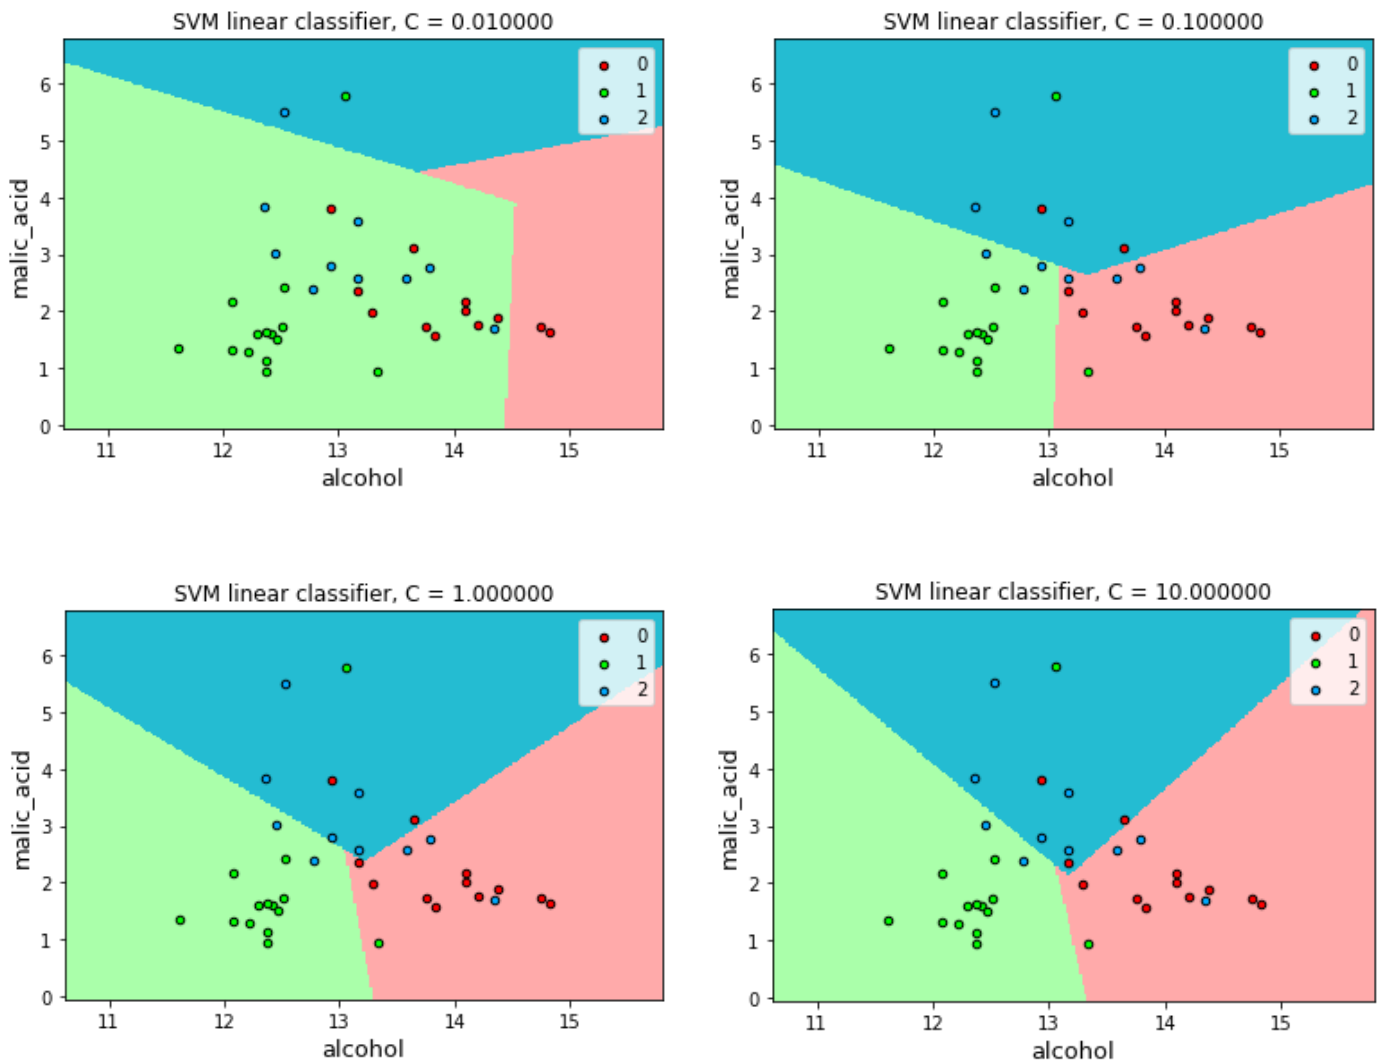 SVM linear classifier, C = 0.010000
0
1
2
6
5
4
3
2
1
0
malic_acid
11 12 13 14 15
alcohol
SVM linear classifier, C = 0.100000
0
1
2
6
5
4
3
2
1
0
malic_acid
11 12 13 14 15
alcohol
SVM linear classifier, C = 1.000000
0
1
2
6
5
4
3
2
1
0
malic_acid
11 12 13 14 15
alcohol
SVM linear classifier, C = 10.000000
0
1
2
6
5
4
3
2
1
0
malic_acid
11 12 13 14 15
alcohol